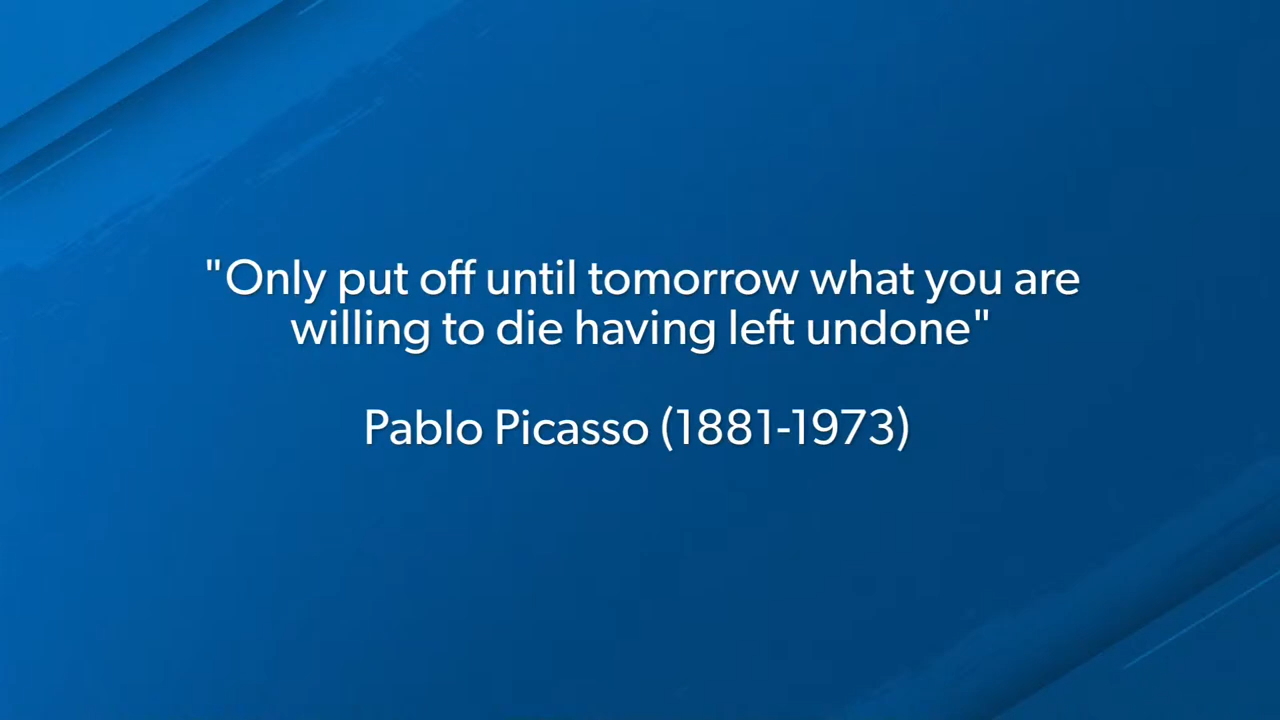 "Only put off until tomorrow what you are
willing to die having left undone"
Pablo Picasso (1881-1973)